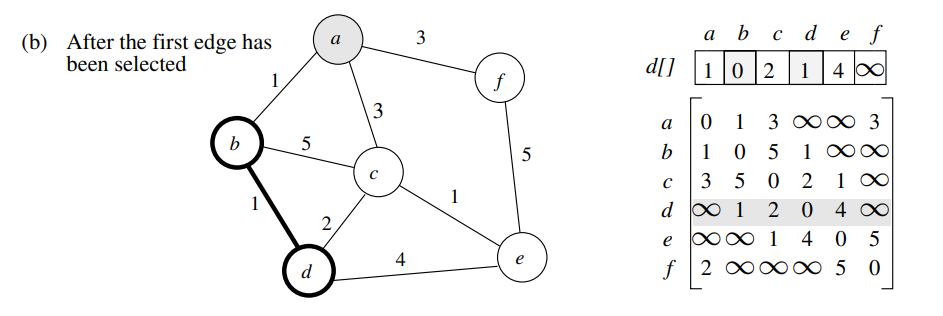 (b) After the first edge has
been selected
a
3
1
f
3
b
5
c
5
1
1
2
d
4
e
a b c d e f
d[] 1 0 2 1 4 ∞
a 0 1 3 ∞ ∞ 3
b 1 0 5 1 ∞ ∞
c 3 5 0 2 1 ∞
d ∞ 1 2 0 4 ∞
e ∞ ∞ 1 4 0 5
f 2 ∞ ∞ ∞ 5 0